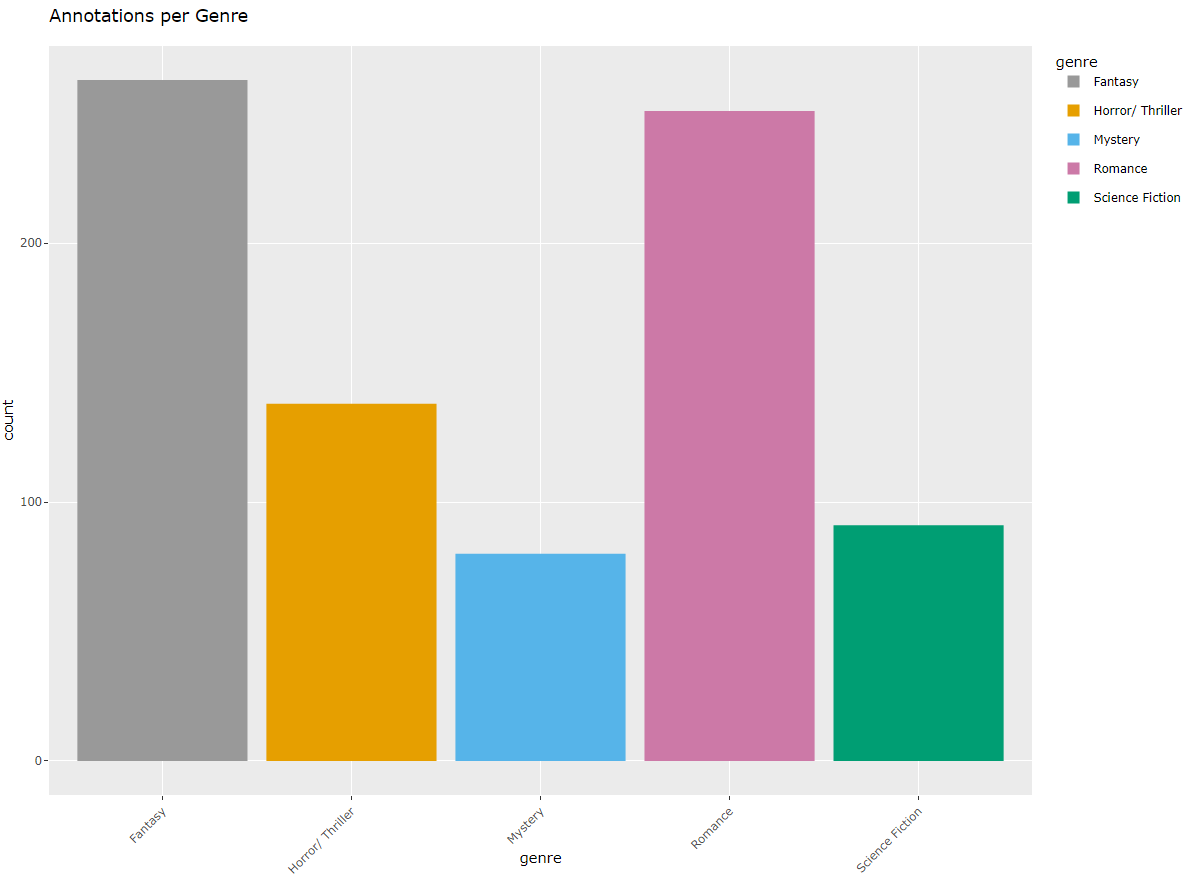 Annotations per Genre
genre
Fantasy
Horror/ Thriller
Mystery
Romance
Science Fiction
200
100
0
count
Fantasy
Horror/ Thriller
Mystery
Romance
Science Fiction
genre